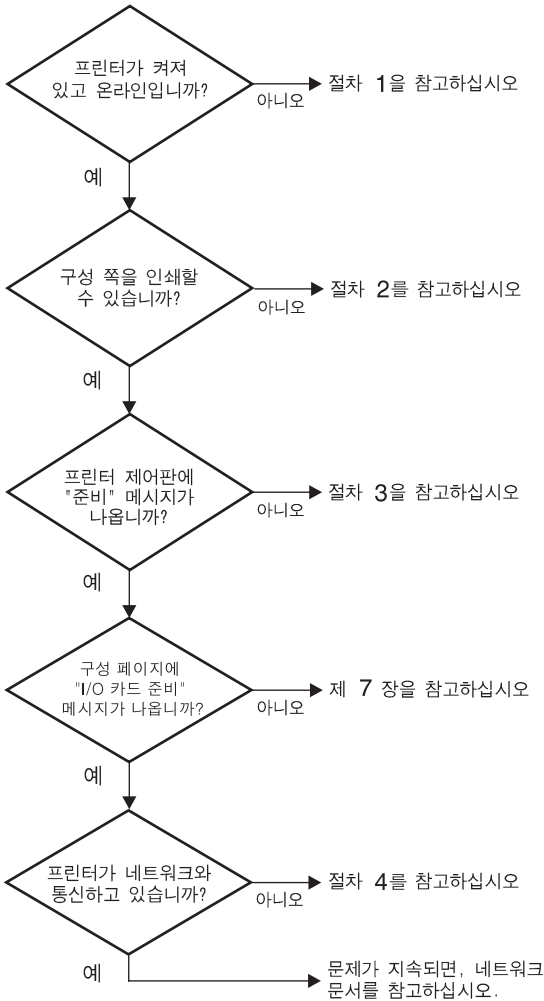 프린터가 켜져
있고 온라인입니까?
아니오
절차 1을 참고하십시오
예
구성 쪽을 인쇄할
수 있습니까?
아니오
절차 2를 참고하십시오
예
프린터 제어판에
"준비" 메시지가
나옵니까?
아니오
절차 3을 참고하십시오
예
구성 페이지에
"I/O 카드 준비"
메시지가 나옵니까?
아니오
제 7 장을 참고하십시오
예
프린터가 네트워크와
통신하고 있습니까?
아니오
절차 4를 참고하십시오
예
문제가 지속되면, 네트워크
문서를 참고하십시오.